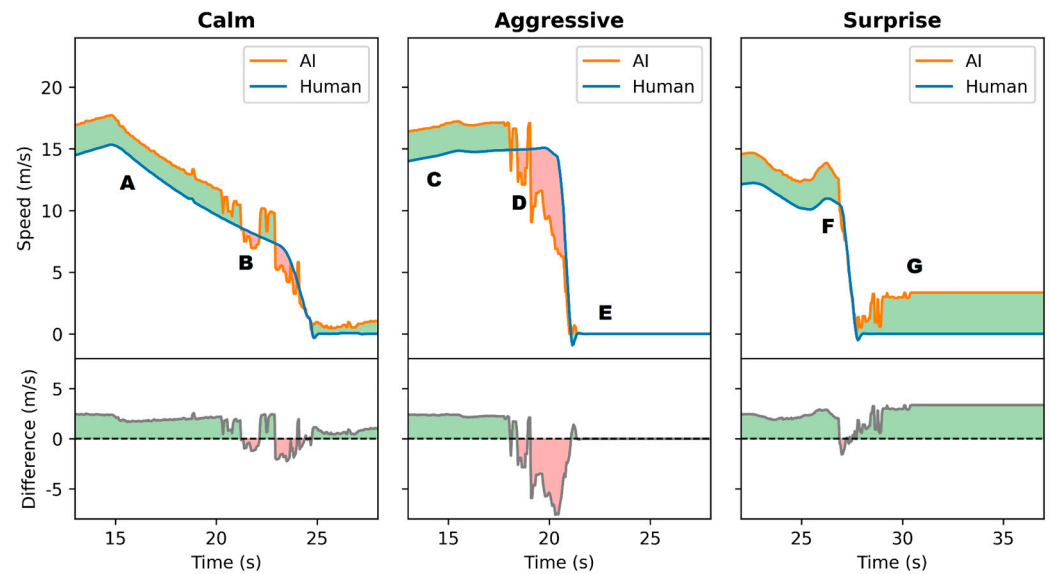 Calm
Aggressive
Surprise
AI
Human
AI
Human
AI
Human
Speed (m/s)
20
15
10
5
0
A
B
C
D
E
F
G
Difference (m/s)
5
0
-5
15
20
25
15
20
25
25
30
35
Time (s)
Time (s)
Time (s)